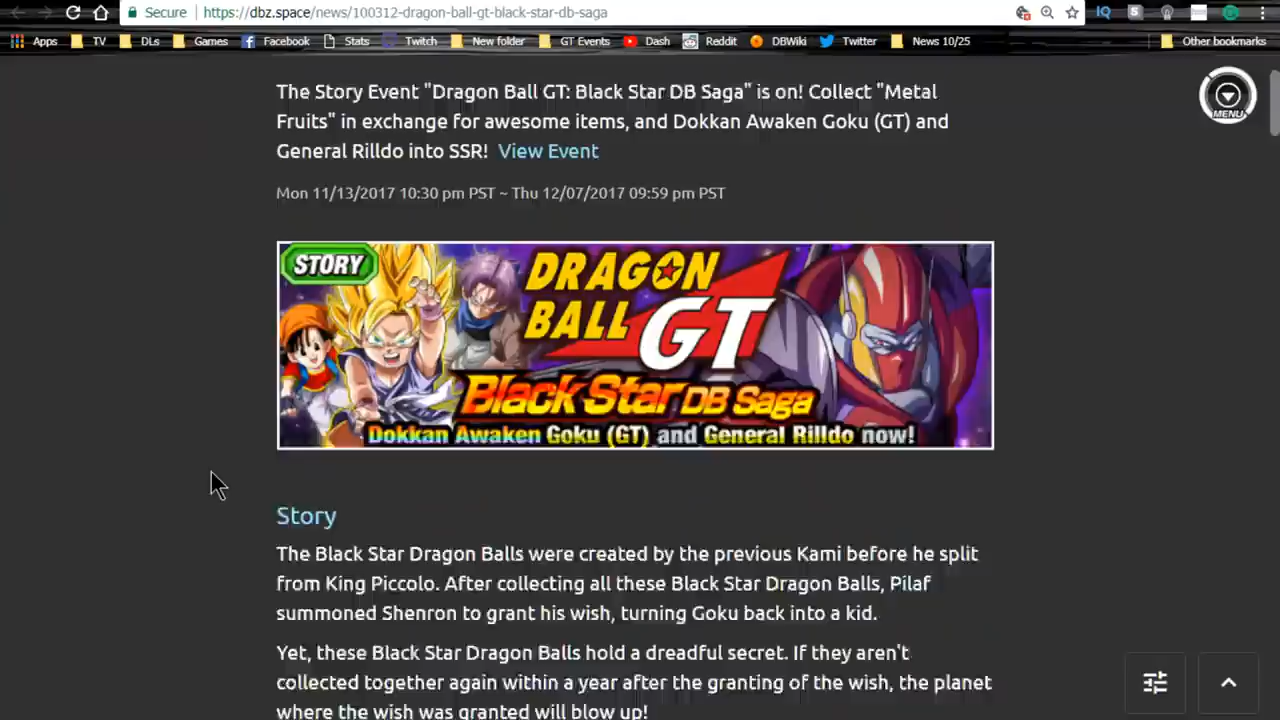 Secure
https://dbz.space/news/100312-dragon-ball-gt-black-star-db-saga
Apps TV DLs Games Facebook Stats Twitch New folder GT Events Dash Reddit DBWiki Twitter News 10/25 Other bookmarks
The Story Event "Dragon Ball GT: Black Star DB Saga" is on! Collect "Metal
Fruits" in exchange for awesome items, and Dokkan Awaken Goku (GT) and
General Rilldo into SSR! View Event
MENU
Mon 11/13/2017 10:30 pm PST ~ Thu 12/07/2017 09:59 pm PST
STORY
DRAGON
BALL GT
Black Star DB Saga
Dokkan Awaken Goku (GT) and General Rilldo now!
Story
The Black Star Dragon Balls were created by the previous Kami before he split
from King Piccolo. After collecting all these Black Star Dragon Balls, Pilaf
summoned Shenron to grant his wish, turning Goku back into a kid.
Yet, these Black Star Dragon Balls hold a dreadful secret. If they aren't
collected together again within a year after the granting of the wish, the planet
where the wish was granted will blow up!